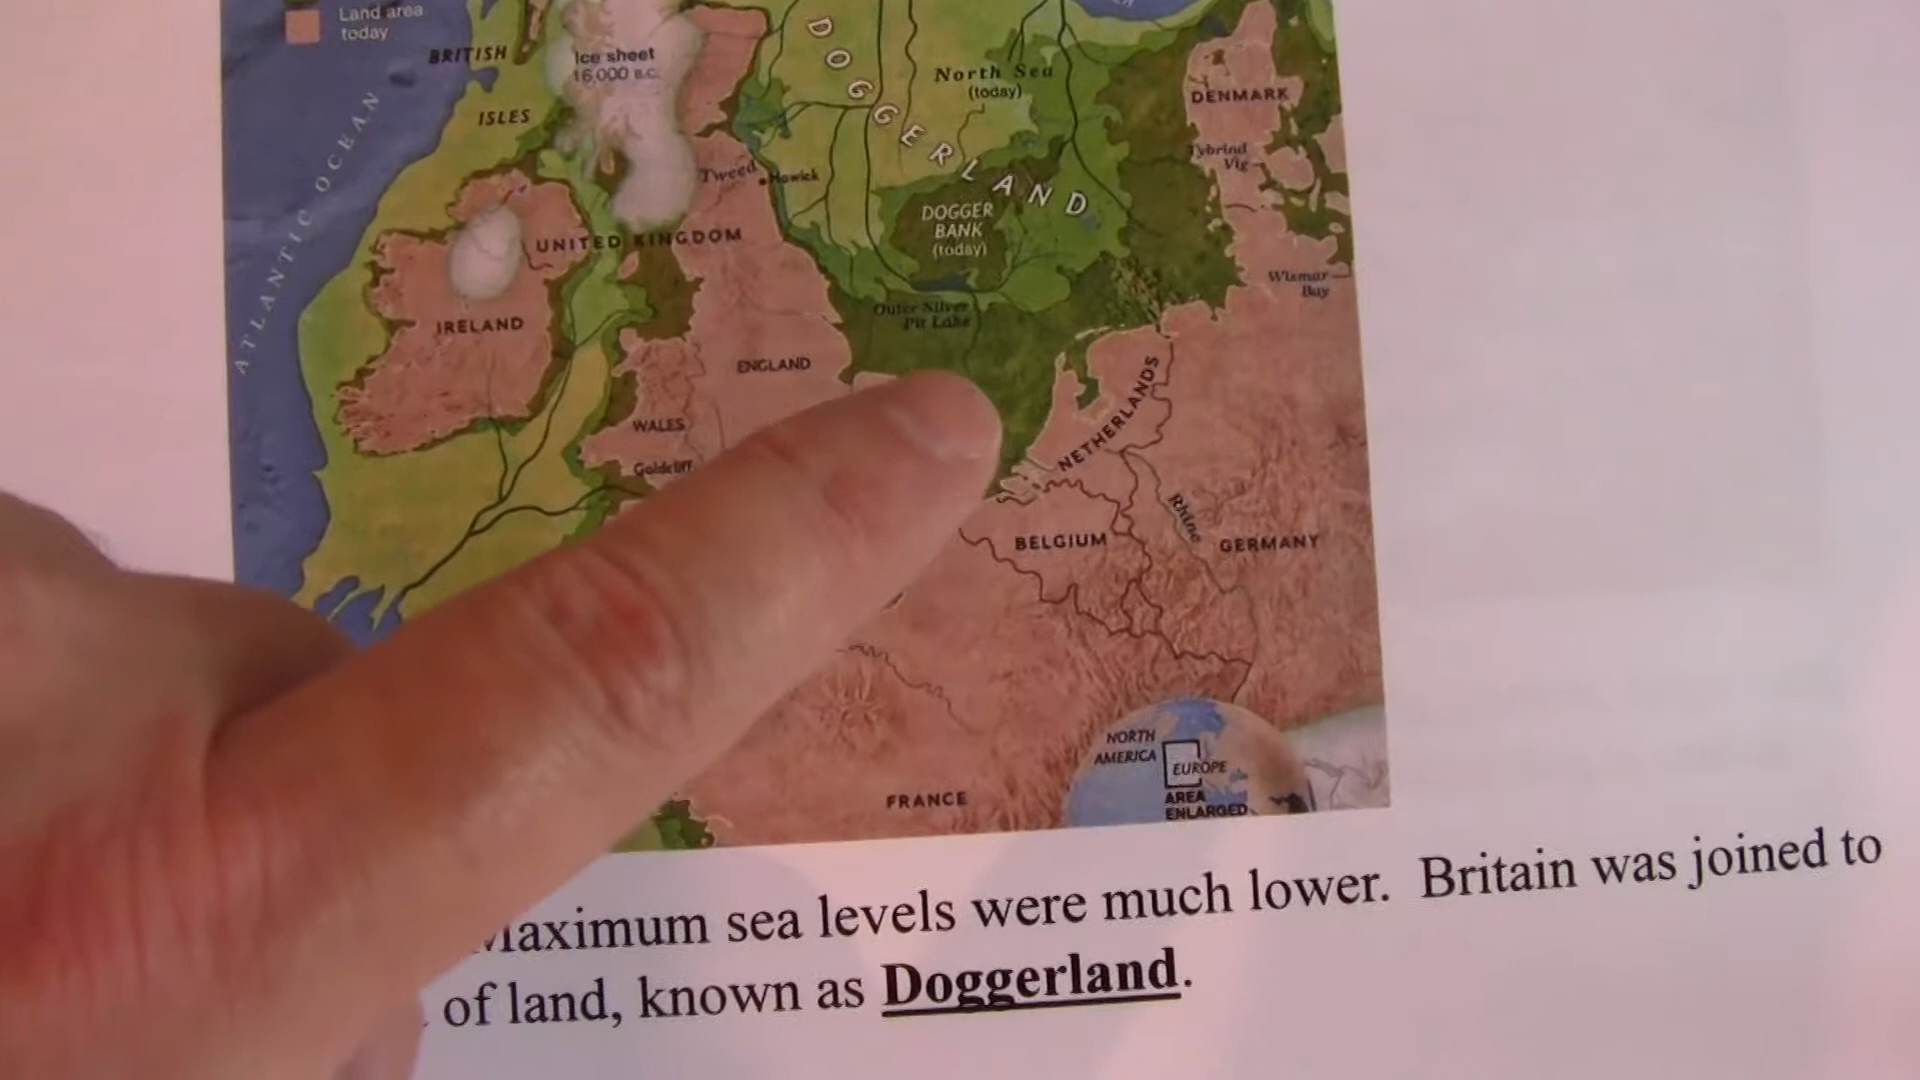 Land area
today
BRITISH
ISLES
Ice sheet
16,000 B.C.
ATLANTIC OCEAN
DOGGERLAND
North Sea
(today)
DENMARK
Tybrind
Vig
Tweed
Howick
DOGGER
BANK
(today)
UNITED KINGDOM
Wismar
Bay
Outer Silver
Pit Lake
IRELAND
ENGLAND
NETHERLANDS
WALES
Goldcliff
Rhine
BELGIUM
GERMANY
NORTH
AMERICA
EUROPE
AREA
ENLARGED
FRANCE
Maximum sea levels were much lower. Britain was joined to
of land, known as Doggerland.